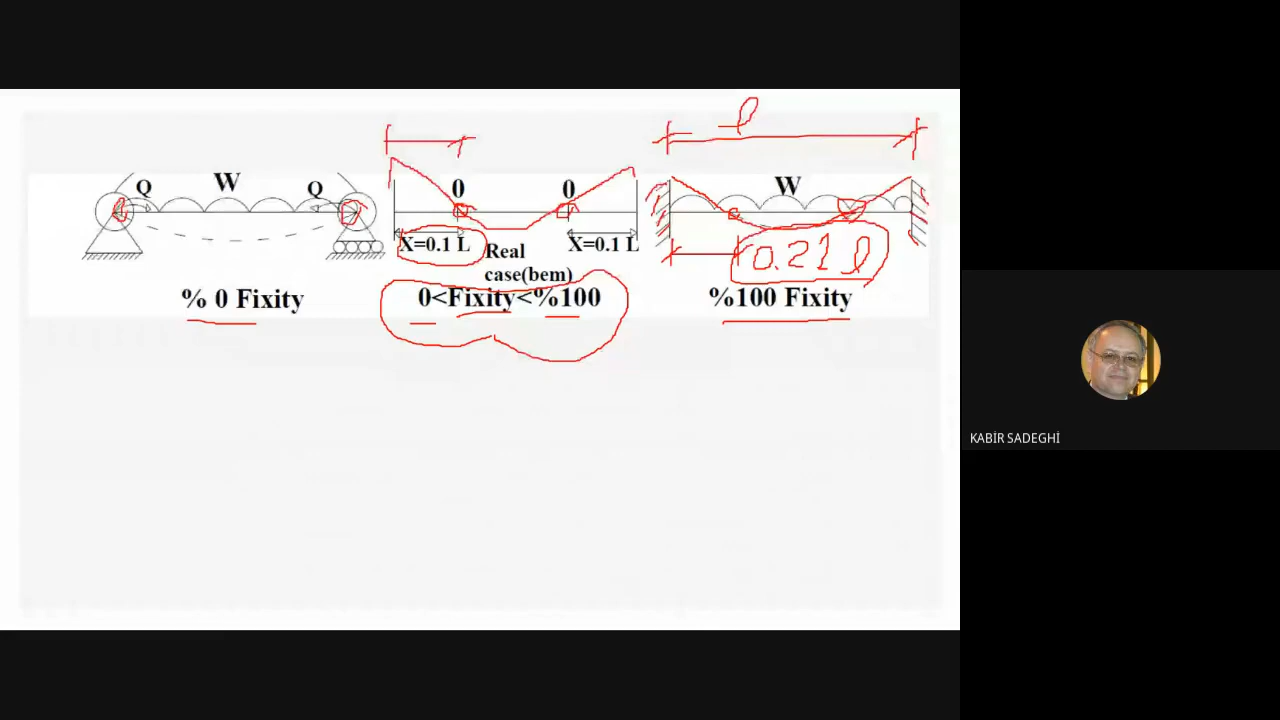 l
Q W Q
0 0
W
X=0.1 L
X=0.1 L
Real
case(bem)
0.21 l
% 0 Fixity
0<Fixity<%100
%100 Fixity
KABİR SADEGHİ